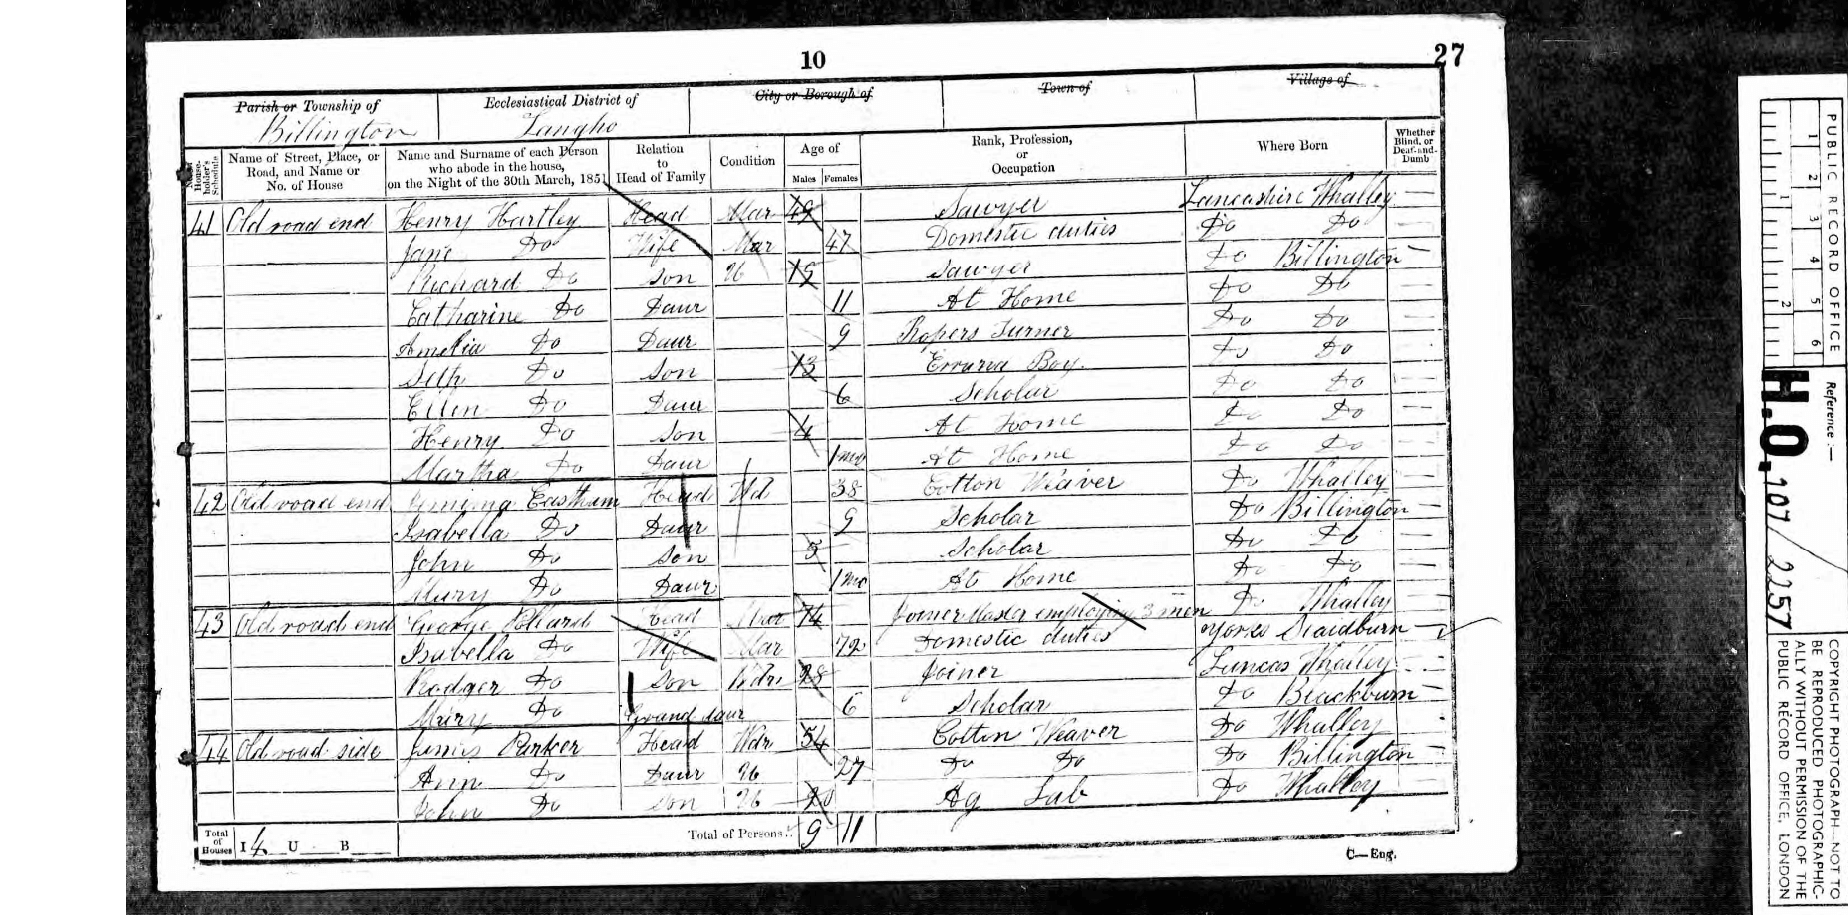 10
27
Parish or Township of
Billington
Ecclesiastical District of
Langho
City or Borough of
Town of
Village of
No. of House-holder's Schedule
Name of Street, Place, or Road, and Name or No. of House
Name and Surname of each Person who abode in the house, on the Night of the 30th March, 1851
Relation to Head of Family
Condition
Age of
Males
Females
Rank, Profession, or Occupation
Where Born
Whether Blind, or Deaf-and-Dumb
41 Old road end Henry Hartley Head Mar 49 Sawyer Lancashire Whalley
Jane Do Wife Mar 47 Domestic duties Do Do
Richard Do Son U 15 Sawyer Do Billington
Catharine Do Daur 11 At Home Do Do
Amelia Do Daur 9 Ropers Turner Do Do
Seth Do Son 13 Errand Boy Do Do
Ellen Do Daur 6 Scholar Do Do
Henry Do Son 4 At Home Do Do
Martha Do Daur 1 mo At Home Do Do
42 Old road end Jemima Eastham Head Wd 38 Cotton Weaver Do Whalley
Isabella Do Daur 9 Scholar Do Billington
John Do Son 5 Scholar Do Do
Mary Do Daur 1 mo At Home Do Do
43 Old road end George Head Mar 74 Joiner Master employing 3 men Do Whalley
Isabella Do Wife Mar 72 Domestic duties Yorks Slaidburn
Rodger Do Son Wdr 28 Joiner Lancas Whalley
Mary Do Grand daur 6 Scholar Do Blackburn
44 Old road side James Parker Head Wdr 54 Cotton Weaver Do Whalley
Ann Do Daur U 27 Do Do Do Billington
John Do Son U 20 Ag Lab Do Whalley
Total of Houses
I 4 U B
Total of Persons 9 11
C—Eng.
PUBLIC RECORD OFFICE
1 2 3 4 5 6
1 2
Reference:—
H.O. 107/2257
COPYRIGHT PHOTOGRAPH—NOT TO
BE REPRODUCED PHOTOGRAPHIC-
ALLY WITHOUT PERMISSION OF THE
PUBLIC RECORD OFFICE, LONDON